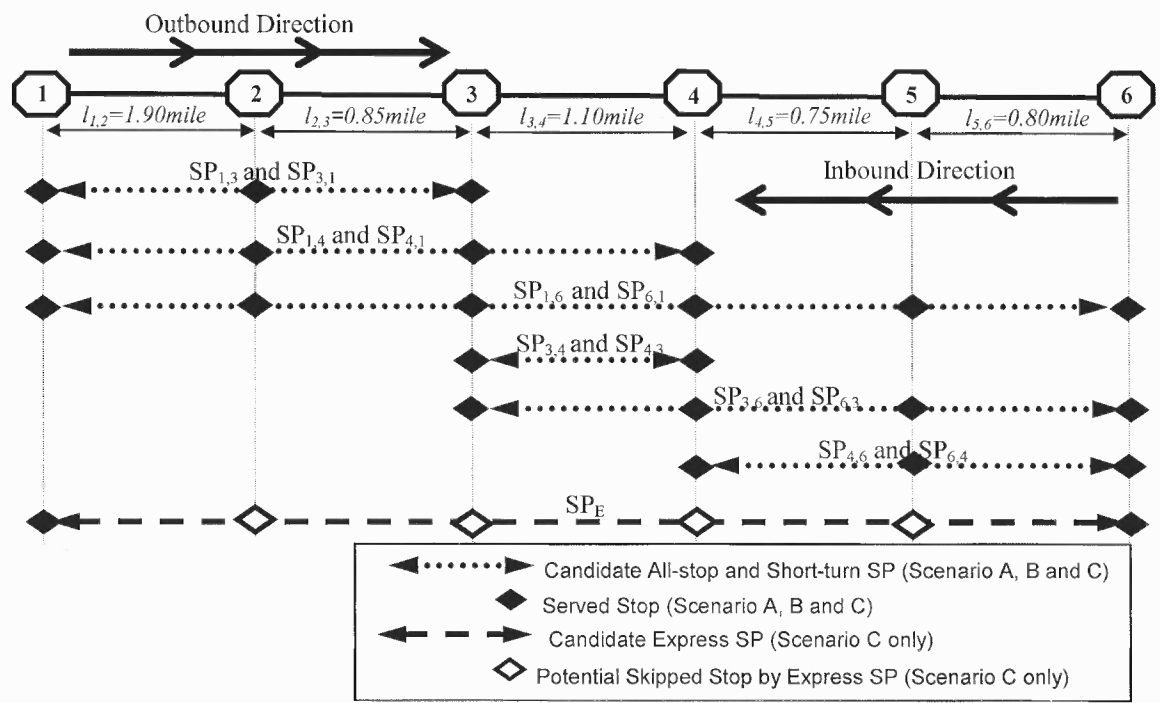 Outbound Direction
1 2 3 4 5 6
l1,2=1.90mile l2,3=0.85mile l3,4=1.10mile l4,5=0.75mile l5,6=0.80mile
SP1,3 and SP3,1
Inbound Direction
SP1,4 and SP4,1
SP1,6 and SP6,1
SP3,4 and SP4,3
SP3,6 and SP6,3
SP4,6 and SP6,4
SPE
Candidate All-stop and Short-turn SP (Scenario A, B and C)
Served Stop (Scenario A, B and C)
Candidate Express SP (Scenario C only)
Potential Skipped Stop by Express SP (Scenario C only)